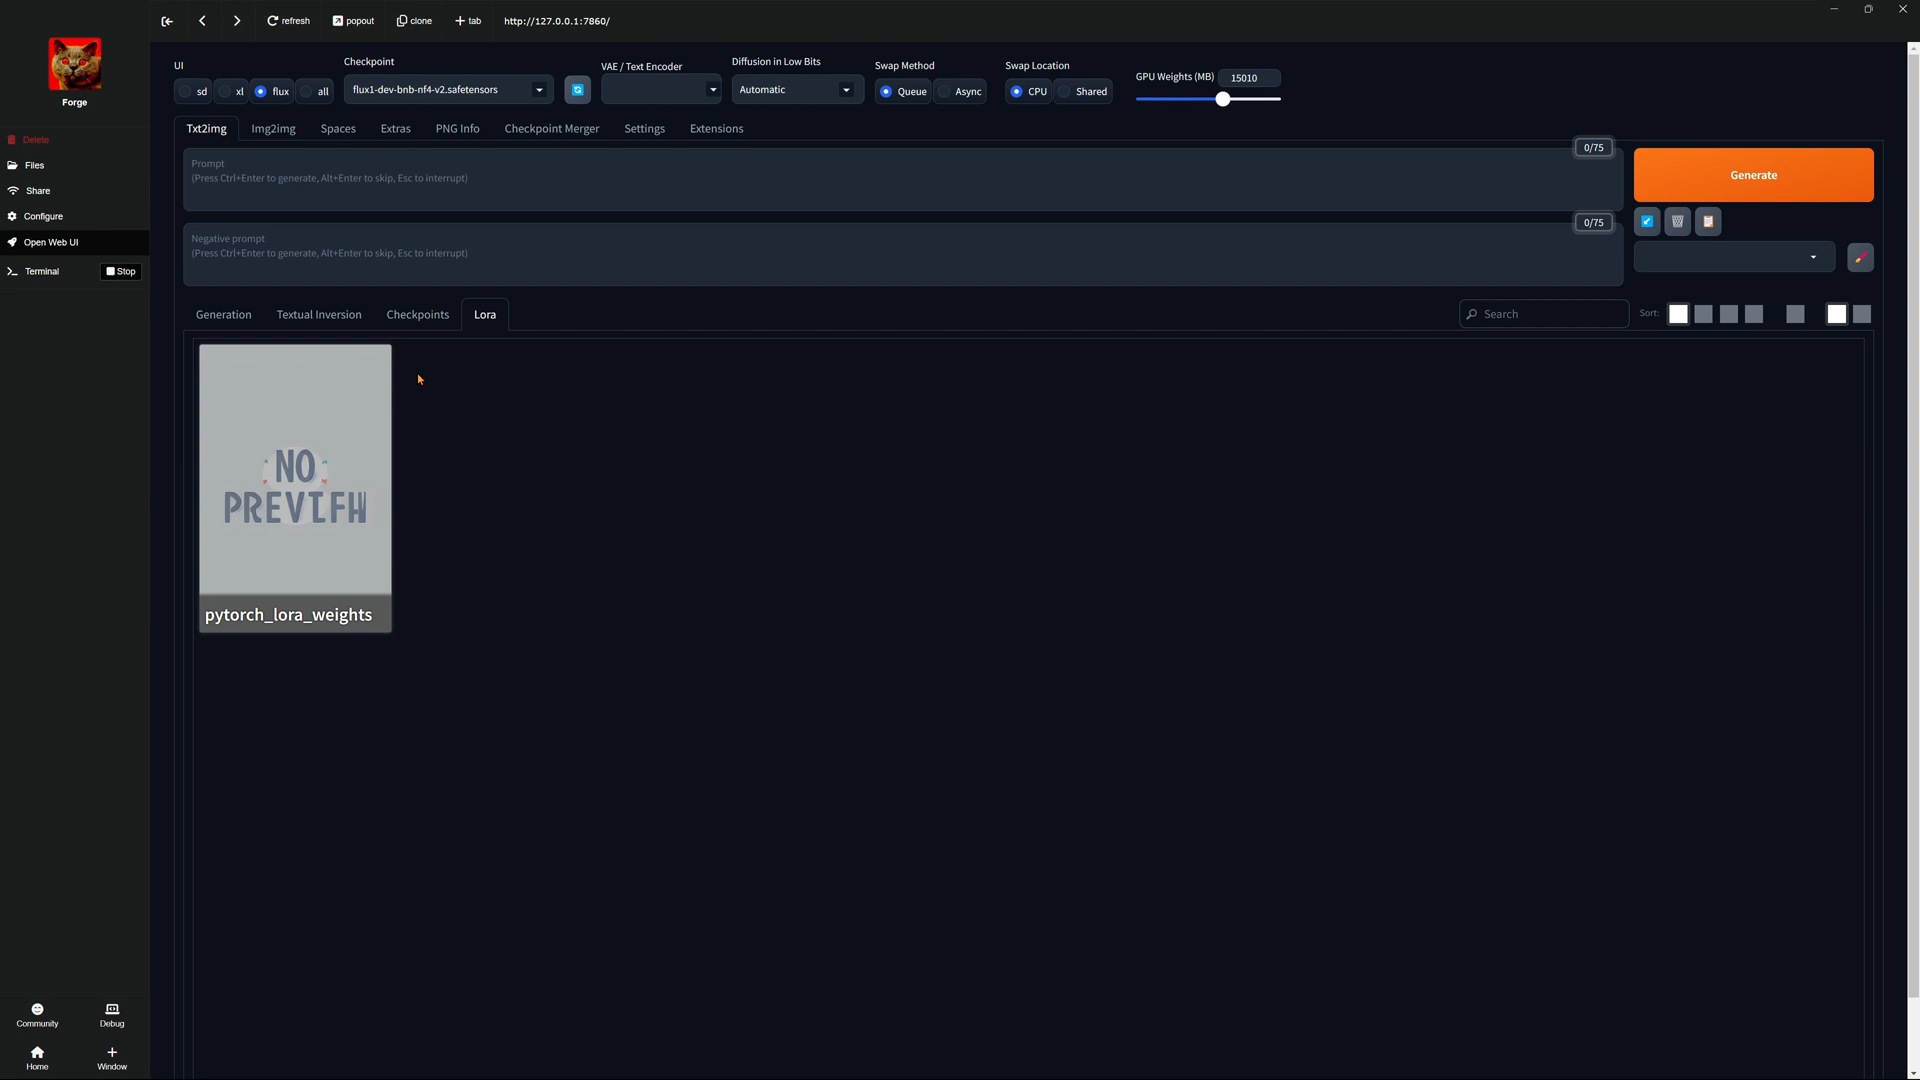 refresh popout clone tab http://127.0.0.1:7860/
Forge
Delete
Files
Share
Configure
Open Web UI
Terminal Stop
Community Debug
Home Window
UI
sd xl flux all
Checkpoint
flux1-dev-bnb-nf4-v2.safetensors
VAE / Text Encoder
Diffusion in Low Bits
Automatic
Swap Method
Queue Async
Swap Location
CPU Shared
GPU Weights (MB) 15010
Txt2img Img2img Spaces Extras PNG Info Checkpoint Merger Settings Extensions
0/75
Prompt
(Press Ctrl+Enter to generate, Alt+Enter to skip, Esc to interrupt)
Generate
0/75
Negative prompt
(Press Ctrl+Enter to generate, Alt+Enter to skip, Esc to interrupt)
Generation Textual Inversion Checkpoints Lora Search Sort:
NO
PREVIFW
pytorch_lora_weights